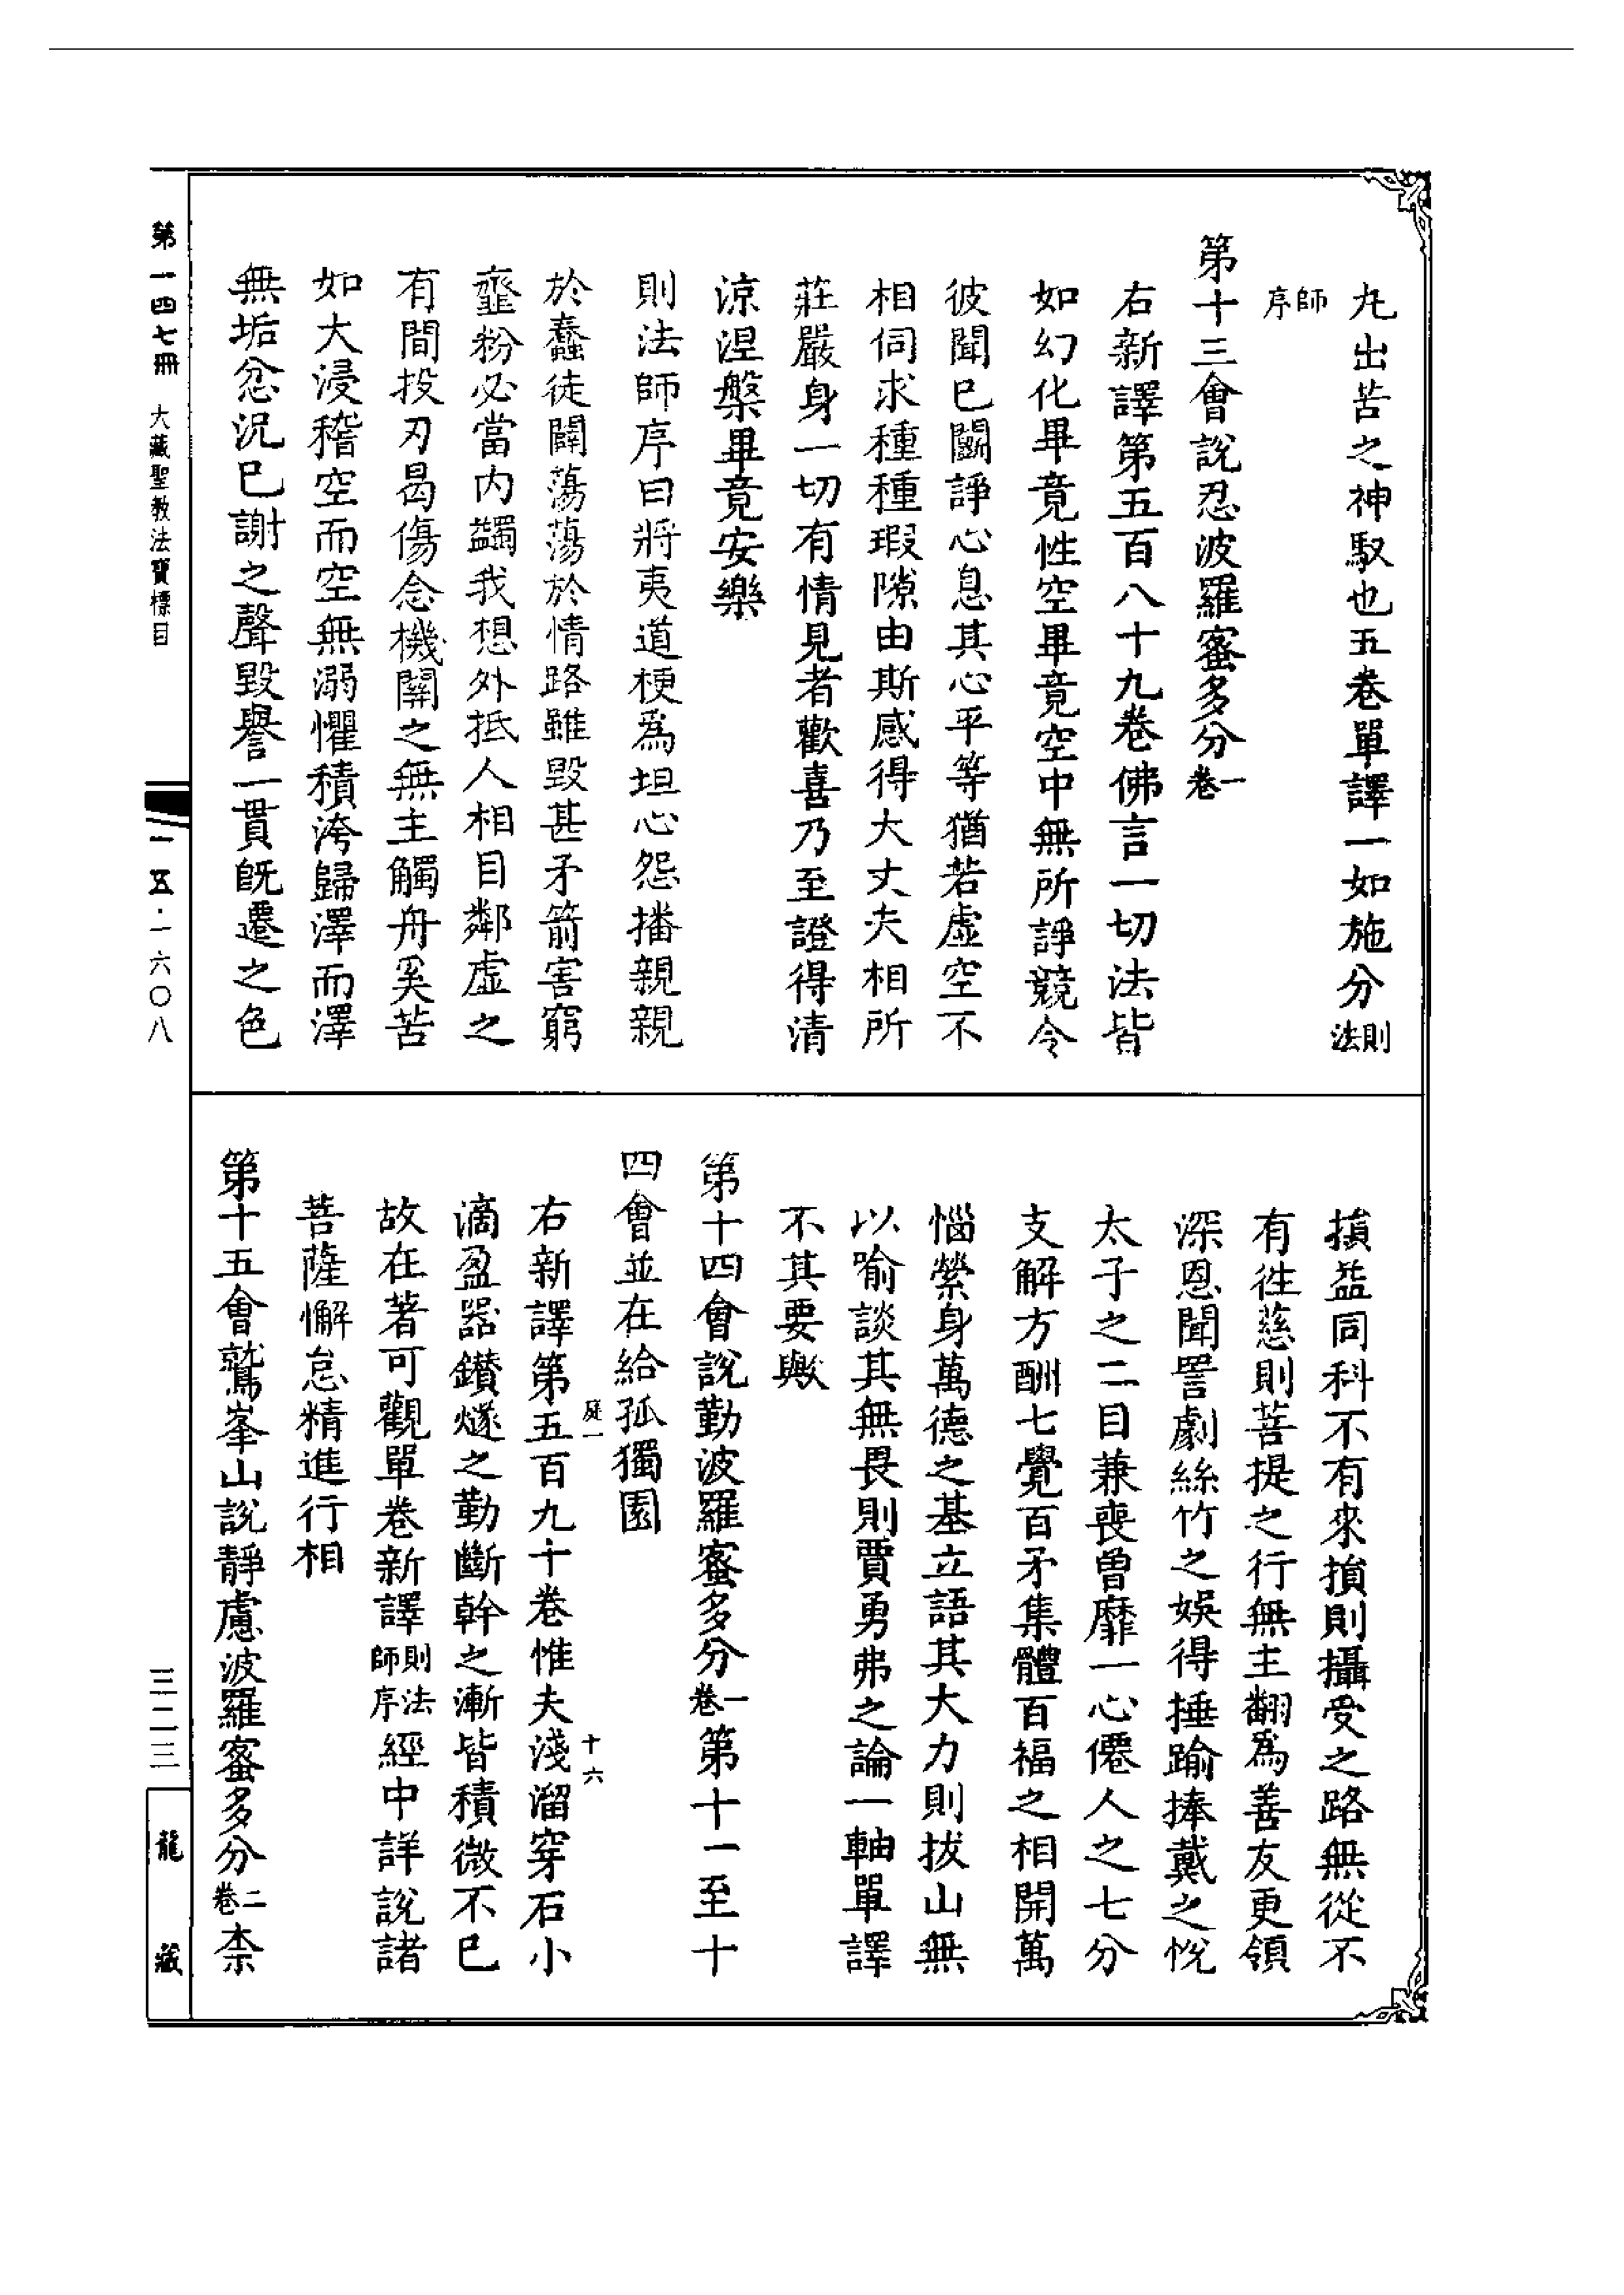 丸出苦之神馭也五卷單譯一如施分則法
師序
第十三會說忍波羅蜜多分一卷
右新譯第五百八十九卷佛言一切法皆
如幻化畢竟性空畢竟空中無所諍競令
彼聞已鬬諍心息其心平等猶若虛空不
相伺求種種瑕隙由斯感得大丈夫相所
莊嚴身一切有情見者歡喜乃至證得清
涼涅槃畢竟安樂
則法師序曰將夷道梗為坦心怨播親親
於蠢徒闢蕩蕩於情路雖毀甚矛箭害窮
虀粉必當內蠲我想外抵人相目鄰虛之
有間投刃曷傷念機關之無主觸舟奚苦
如大浸稽空而空無溺懼積洿歸澤而澤
無垢忿況已謝之聲毀譽一貫既遷之色
損益同科不有來損則攝受之路無從不
有徃慈則菩提之行無主翻為善友更領
深恩聞詈劇絲竹之娛得捶踰捧戴之悅
太子之二目兼喪曾靡一心僊人之七分
支解方酬七覺百矛集體百福之相開萬
惱縈身萬德之基立語其大力則拔山無
以喻談其無畏則賈勇弗之論一軸單譯
不其要歟
第十四會說勤波羅蜜多分一卷第十一至十
四會並在給孤獨園
庭一 十六
右新譯第五百九十卷惟夫淺溜穿石小
滴盈器鑚燧之勤斷幹之漸皆積微不已
故在著可觀單卷新譯則法師序經中詳說諸
菩薩懈怠精進行相
第十五會鷲峯山說靜慮波羅蜜多分二卷柰
第一四七冊 大藏聖教法寶標目
一五·一六〇八
三二三
龍藏